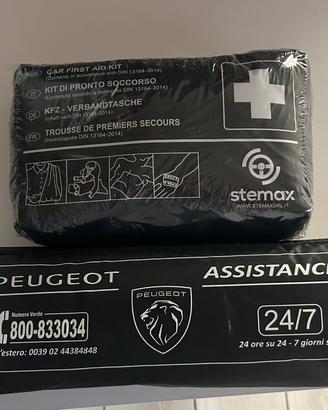 GB
CAR FIRST AID KIT
(Contents in accordance with DIN 13164-2014)
IT
KIT DI PRONTO SOCCORSO
(Contenuto secondo la normativa DIN 13164-2014)
DE
KFZ - VERBANDTASCHE
(Inhalt nach DIN 13164-2014)
FR
TROUSSE DE PREMIERS SECOURS
(Homologuée DIN 13164-2014)
stemax
WWW.STEMAXSRL.IT
PEUGEOT
ASSISTANC
PEUGEOT
Numero Verde
800-833034
l'estero: 0039 02 44384848
24/7
24 ore su 24 - 7 giorni s